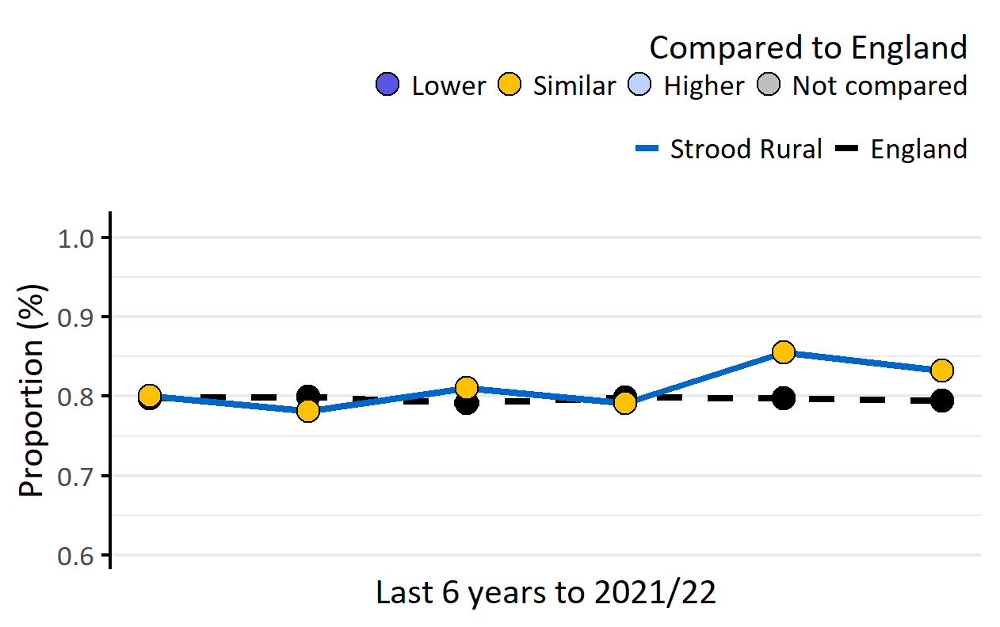 Compared to England
Lower Similar Higher Not compared
Strood Rural England
1.0
0.9
0.8
0.7
0.6
Proportion (%)
Last 6 years to 2021/22